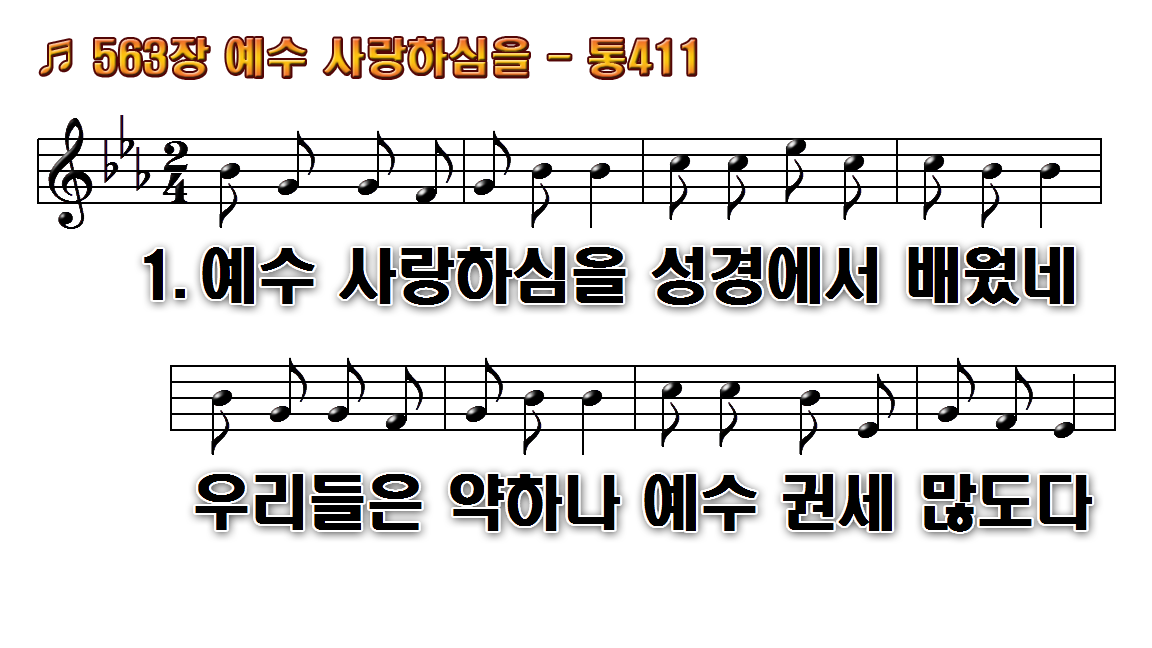 ♬ 563장 예수 사랑하심을 - 통411
2
4
1. 예수 사랑하심을 성경에서 배웠네
우리들은 약하나 예수 권세 많도다